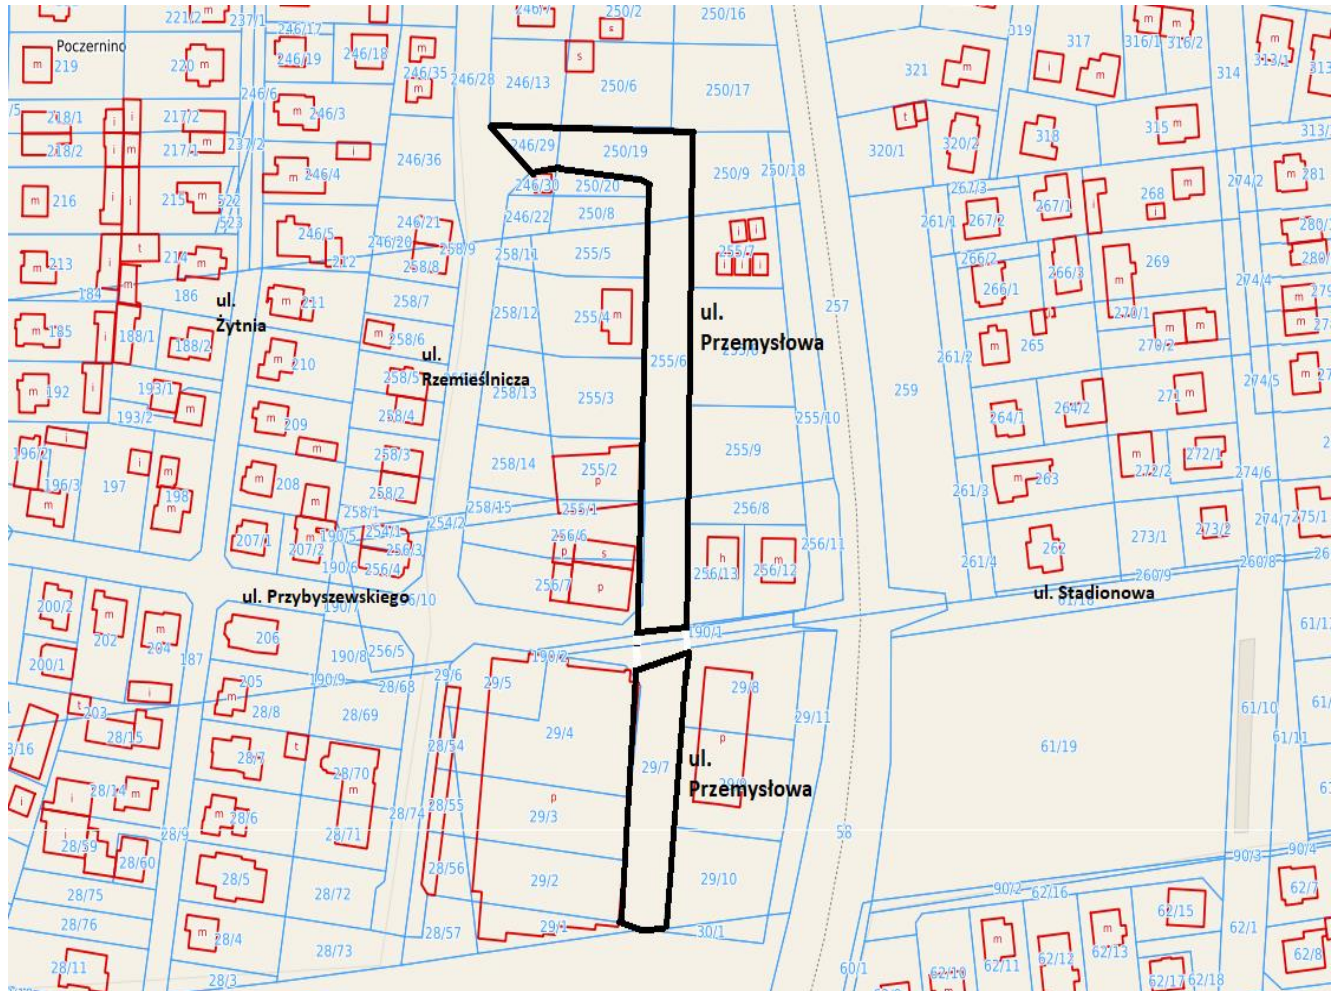 221/2
237/1
246/17
246/7
250/2
250/16
319
317
316/1
316/2
m
m
Poczernino
m
219
220
m
246/19
246/18
m
246/35
246/28
s
s
246/13
250/6
250/17
321
m
i
m
314
m
313/1
313
246/6
m
m
246/3
218/1
i
i
217/2
218/2
i
m
217/1
m
237/2
i
246/36
246/29
250/19
t
320/2
320/1
m
318
315
m
313/
m
246/4
246/30
250/20
250/9
250/18
267/3
267/1
268
m
274/2
m
281
m
216
i
i
215
m
522
523
246/22
250/8
246/21
246/20
258/9
258/8
246/5
212
261/1
267/2
i
i
280/
280/
m
213
i
t
214
m
258/11
255/5
i
i
255/7
i
i
i
266/2
266/3
266/1
m
269
274/4
184
m
186
ul.
Żytnia
m
211
258/7
258/12
255/4
m
ul.
Przemysłowa
257
270/1
m
279
m
185
i
188/1
188/2
m
258/6
ul.
Rzemieślnicza
255/6
m
265
270/2
m
m
m
m
192
i
193/1
m
193/2
m
210
258/5
258/4
258/13
255/3
255/10
259
261/2
264/1
264/2
271
m
274/5
m
196/2
i
196/3
m
197
i
m
198
m
m
209
m
208
m
258/3
258/2
258/14
255/2
p
255/9
261/3
m
263
m
272/2
272/1
274/6
258/1
254/2
258/15
255/1
256/8
207/1
m
207/2
190/5
254/1
256/3
256/4
190/6
256/6
p
s
256/7
p
h
256/13
m
256/12
256/11
261/4
262
273/1
273/2
274/7
275/1
260/9
260/8
ul. Przybyszewskiego
190/7
ul. Stadionowa
61/18
200/2
m
202
m
204
187
206
190/8
256/5
190/2
190/1
61/11
200/1
i
t
203
205
m
190/9
28/68
29/6
29/5
29/8
28/15
28/8
28/69
29/4
29/11
61/10
61/11
28/7
t
28/54
29/7
p
ul.
Przemysłowa
29/9
61/19
i
i
28/14
m
28/70
m
28/74
28/55
p
29/3
i
28/59
28/60
28/9
m
28/6
28/71
58
90/3
90/4
28/75
28/5
28/72
28/56
29/2
29/10
90/2
62/16
62/7
28/76
m
28/4
28/73
28/57
29/1
30/1
m
62/11
62/12
m
62/13
62/15
62/1
62/8
28/11
28/3
60/1
62/10
m
62/17
62/18